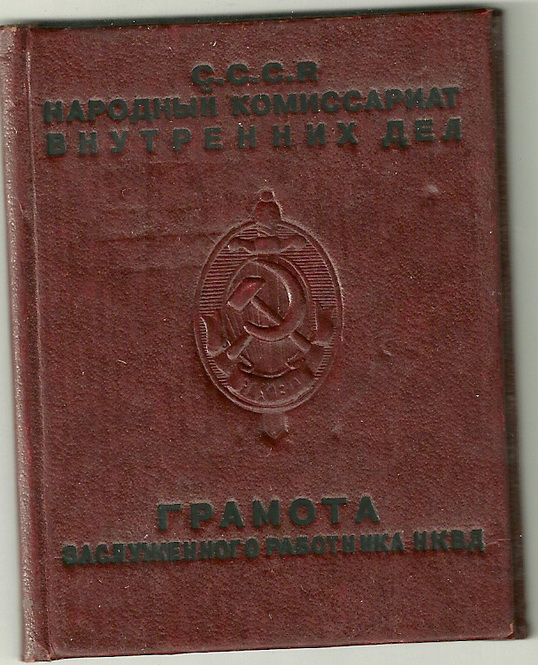 С.С.С.Р.
НАРОДНЫЙ КОМИССАРИАТ
ВНУТРЕННИХ ДЕЛ
ГРАМОТА
ЗАСЛУЖЕННОГО РАБОТНИКА НКВД